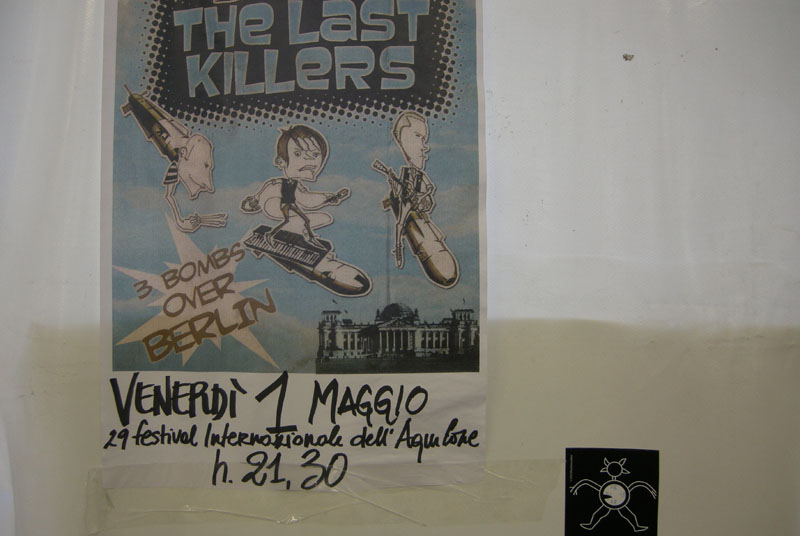 THE LAST
KILLERS
3 BOMBS
OVER
BERLIN
VENERDÌ 1 MAGGIO
29 festival Internazionale dell'Aquilone
h. 21,30